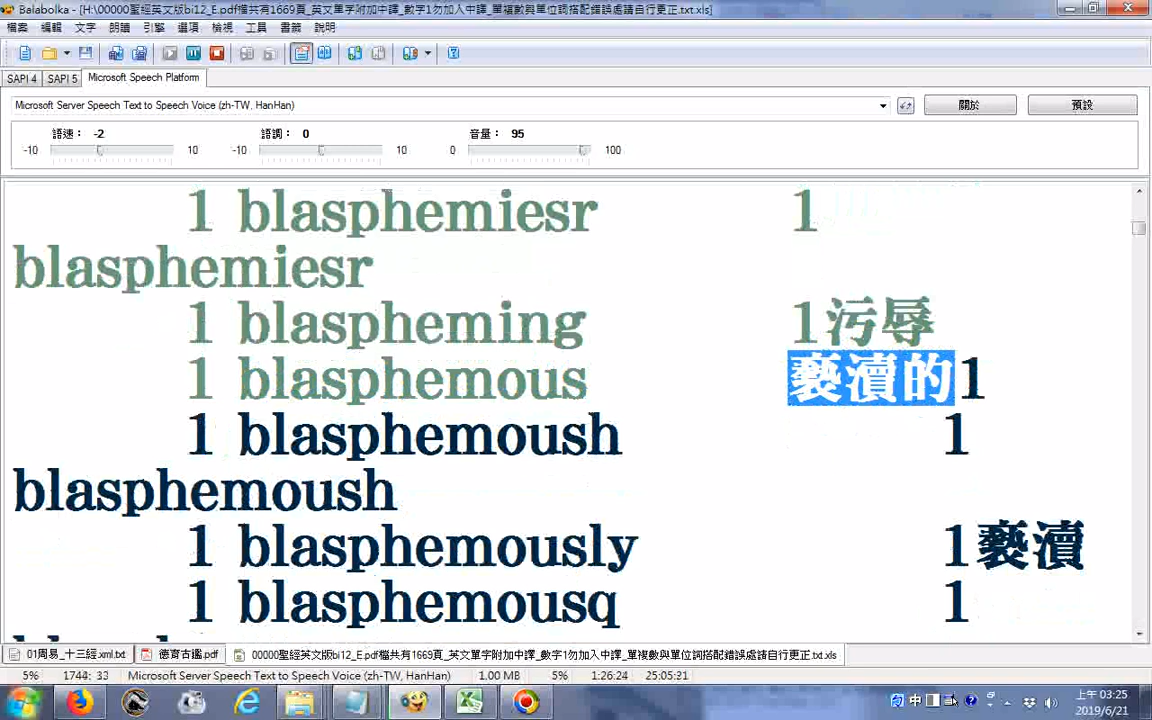 Balabolka - [H:\00000聖經英文版bi12_E.pdf檔共有1669頁_英文單字附加中譯_數字1勿加入中譯_單複數與單位詞搭配錯誤處請自行更正.txt.xls]
檔案 編輯 文字 朗讀 引擎 選項 檢視 工具 書籤 說明
SAPI 4 SAPI 5 Microsoft Speech Platform
Microsoft Server Speech Text to Speech Voice (zh-TW, HanHan) 關於 預設
語速： -2 語調： 0 音量： 95
-10 10 -10 10 0 100
1 blasphemiesr 1
blasphemiesr
1 blaspheming 1污辱
1 blasphemous 褻瀆的1
1 blasphemoush 1
blasphemoush
1 blasphemously 1褻瀆
1 blasphemousq 1
01周易_十三經.xml.txt 德育古鑑.pdf 00000聖經英文版bi12_E.pdf檔共有1669頁_英文單字附加中譯_數字1勿加入中譯_單複數與單位詞搭配錯誤處請自行更正.txt.xls
5% 1744: 33 Microsoft Server Speech Text to Speech Voice (zh-TW, HanHan) 1.00 MB 5% 1:26:24 25:05:21
中 上午 03:25
2019/6/21